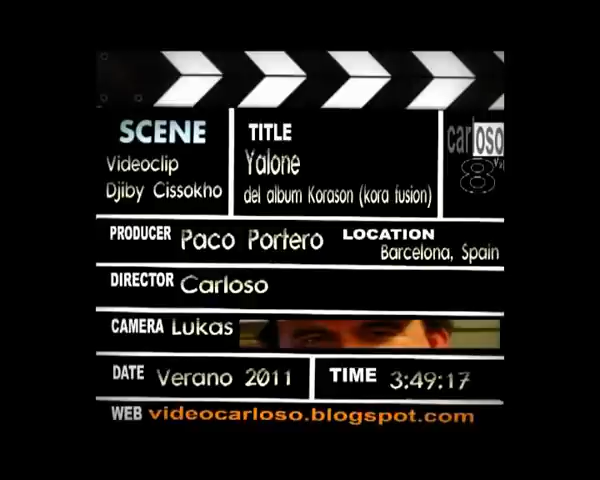 SCENE
Videoclip
Djiby Cissokho
TITLE
Yalone
del album Korason (kora fusion)
carloso
8
PRODUCER Paco Portero
LOCATION
Barcelona, Spain
DIRECTOR Carloso
CAMERA Lukas
DATE Verano 2011
TIME 3:49:17
WEB videocarloso.blogspot.com